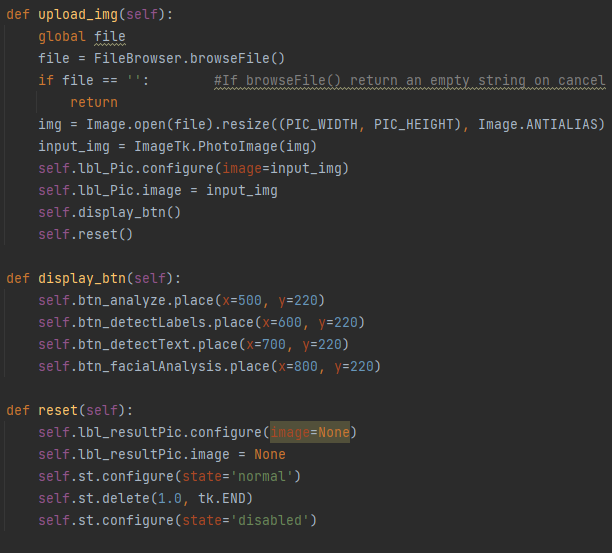 def upload_img(self):
    global file
    file = FileBrowser.browseFile()
    if file == '':        #If browseFile() return an empty string on cancel
        return
    img = Image.open(file).resize((PIC_WIDTH, PIC_HEIGHT), Image.ANTIALIAS)
    input_img = ImageTk.PhotoImage(img)
    self.lbl_Pic.configure(image=input_img)
    self.lbl_Pic.image = input_img
    self.display_btn()
    self.reset()

def display_btn(self):
    self.btn_analyze.place(x=500, y=220)
    self.btn_detectLabels.place(x=600, y=220)
    self.btn_detectText.place(x=700, y=220)
    self.btn_facialAnalysis.place(x=800, y=220)

def reset(self):
    self.lbl_resultPic.configure(image=None)
    self.lbl_resultPic.image = None
    self.st.configure(state='normal')
    self.st.delete(1.0, tk.END)
    self.st.configure(state='disabled')